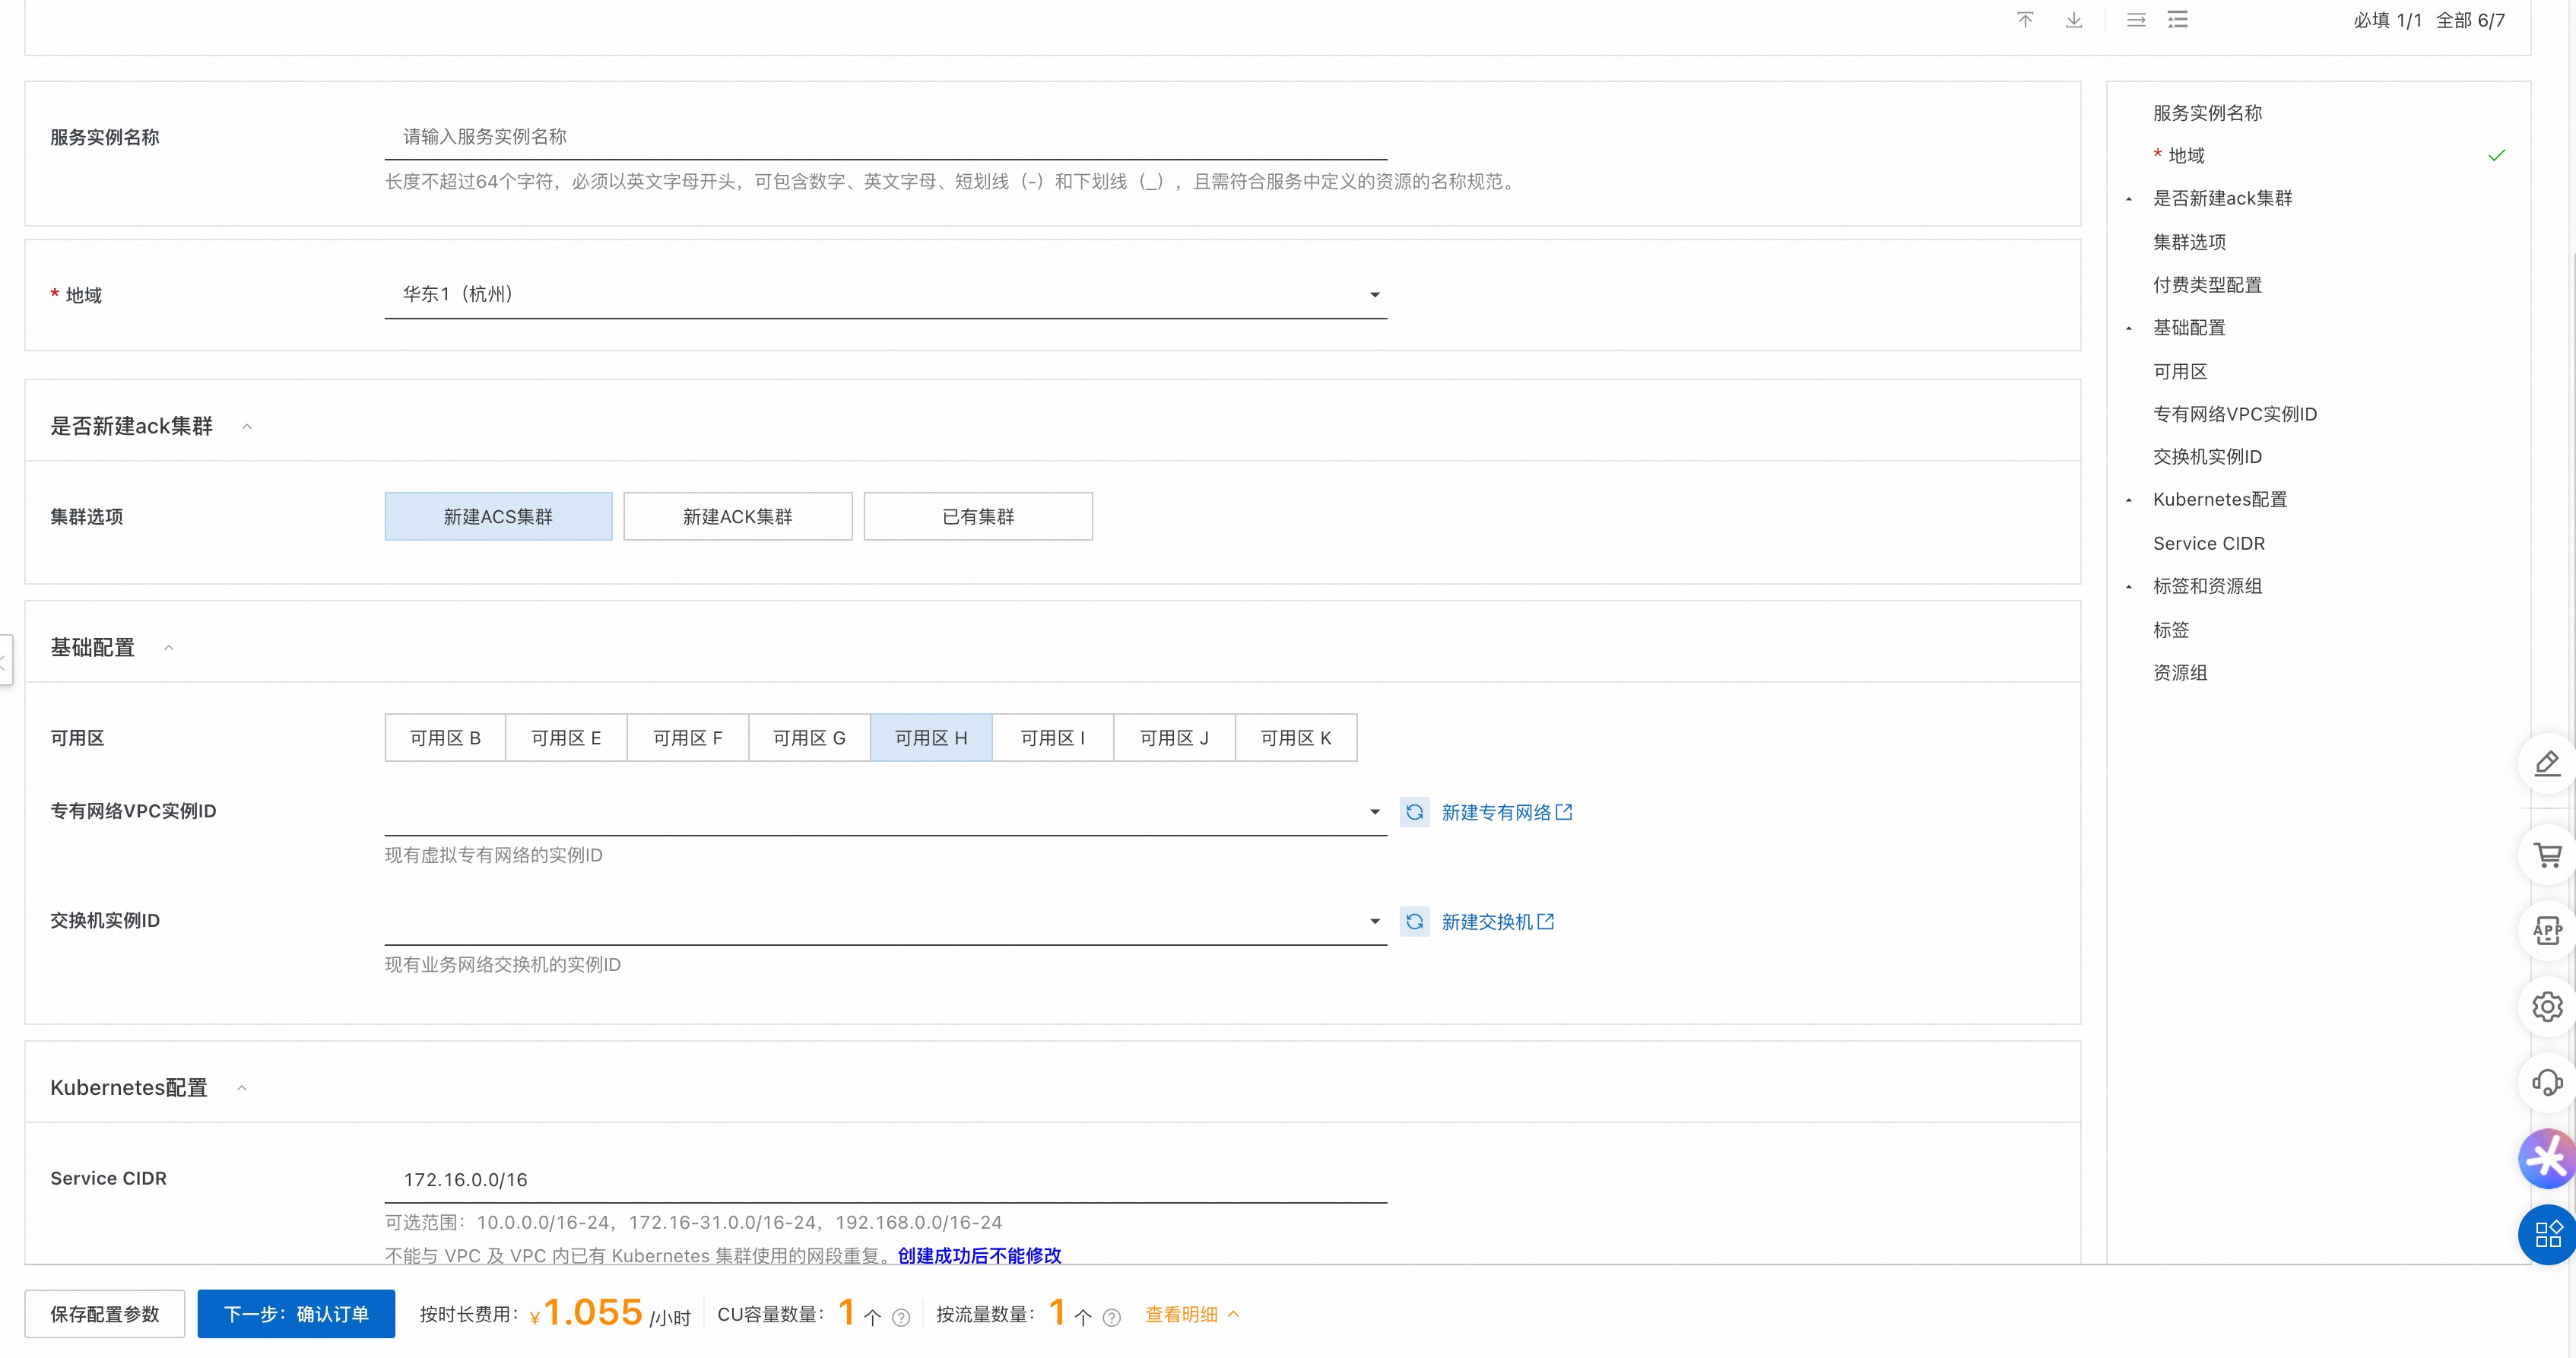 必填 1/1 全部 6/7
服务实例名称
请输入服务实例名称
长度不超过64个字符，必须以英文字母开头，可包含数字、英文字母、短划线（-）和下划线（_），且需符合服务中定义的资源的名称规范。
* 地域
华东1（杭州）
是否新建ack集群
集群选项
新建ACS集群 新建ACK集群 已有集群
基础配置
可用区
可用区 B 可用区 E 可用区 F 可用区 G 可用区 H 可用区 I 可用区 J 可用区 K
专有网络VPC实例ID
新建专有网络
现有虚拟专有网络的实例ID
交换机实例ID
新建交换机
现有业务网络交换机的实例ID
Kubernetes配置
Service CIDR
172.16.0.0/16
可选范围：10.0.0.0/16-24，172.16-31.0.0/16-24，192.168.0.0/16-24
不能与 VPC 及 VPC 内已有 Kubernetes 集群使用的网段重复。创建成功后不能修改
服务实例名称
* 地域
是否新建ack集群
集群选项
付费类型配置
基础配置
可用区
专有网络VPC实例ID
交换机实例ID
Kubernetes配置
Service CIDR
标签和资源组
标签
资源组
APP
保存配置参数 下一步：确认订单 按时长费用：¥1.055 /小时 CU容量数量：1 个 按流量数量：1 个 查看明细